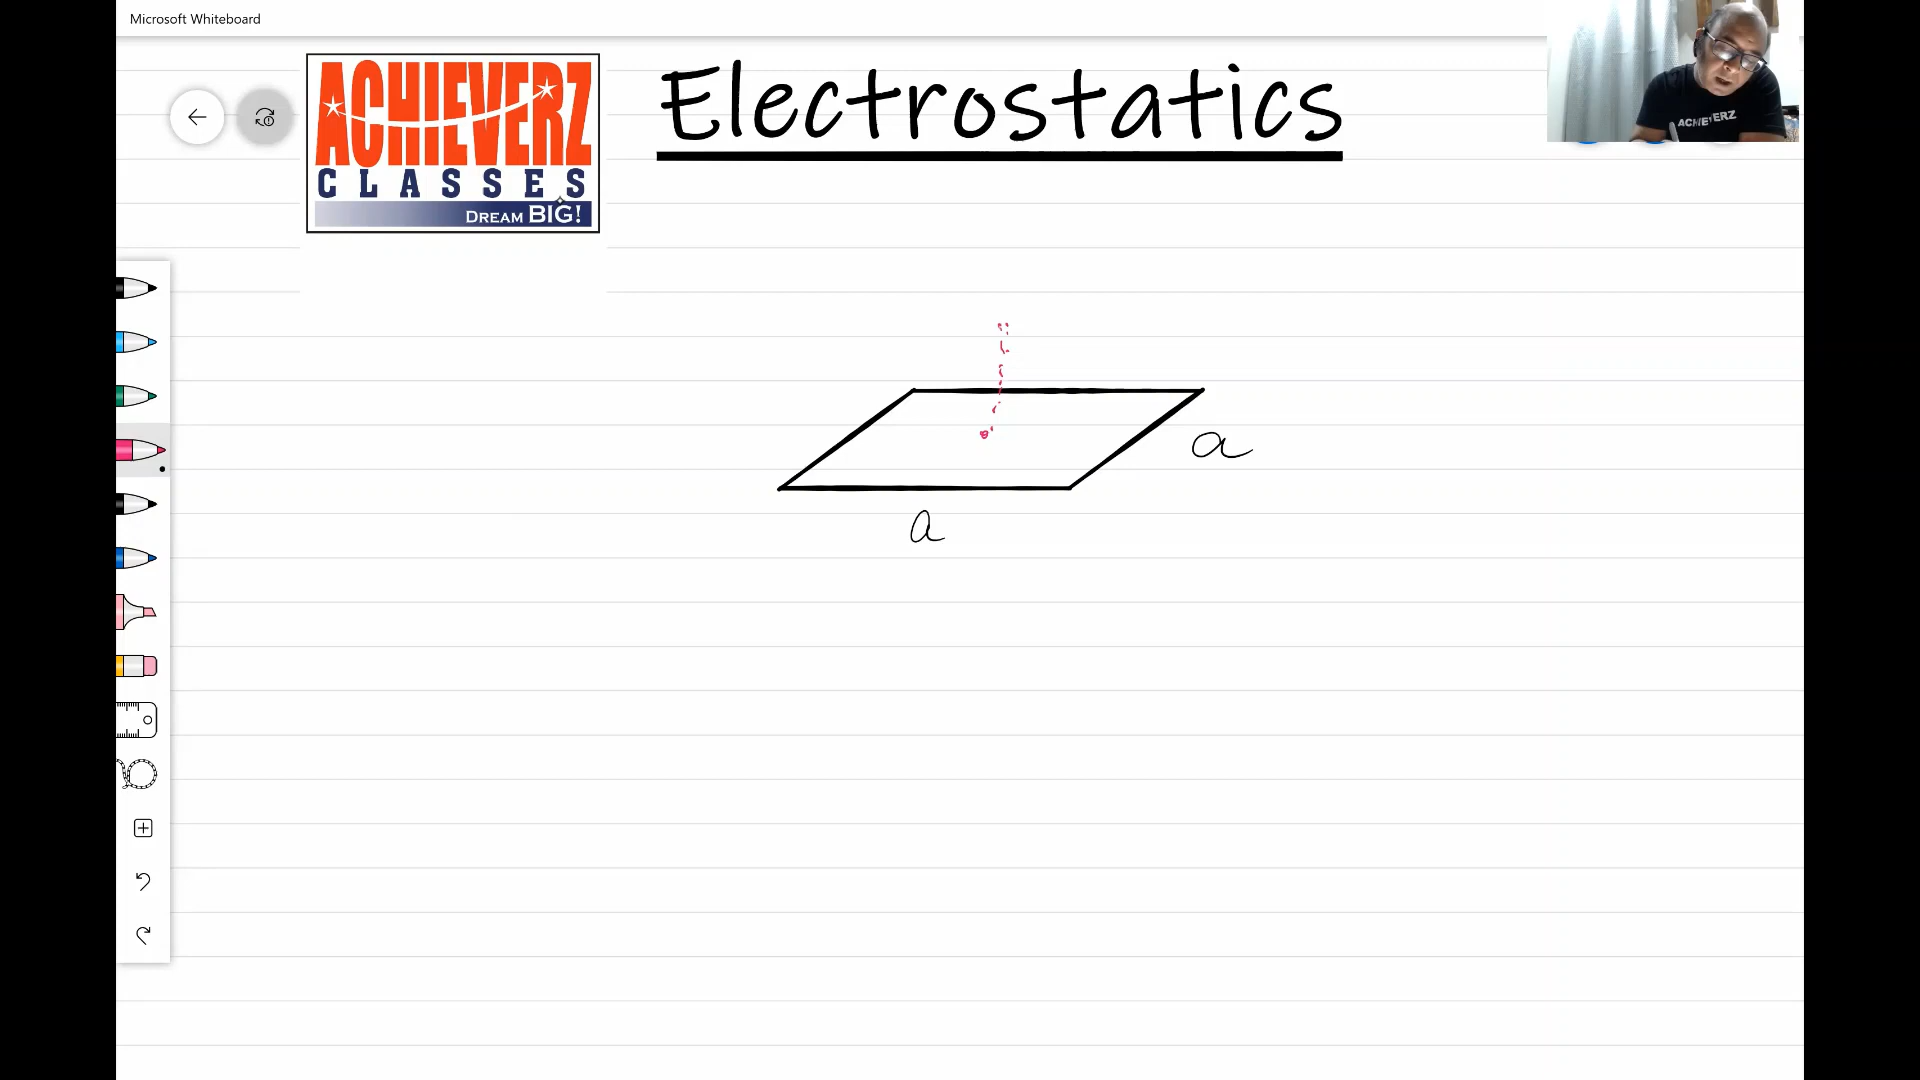 Microsoft Whiteboard
ACHIEVERZ
CLASSES
DREAM BIG!
Electrostatics
ACHIEVERZ
a
a